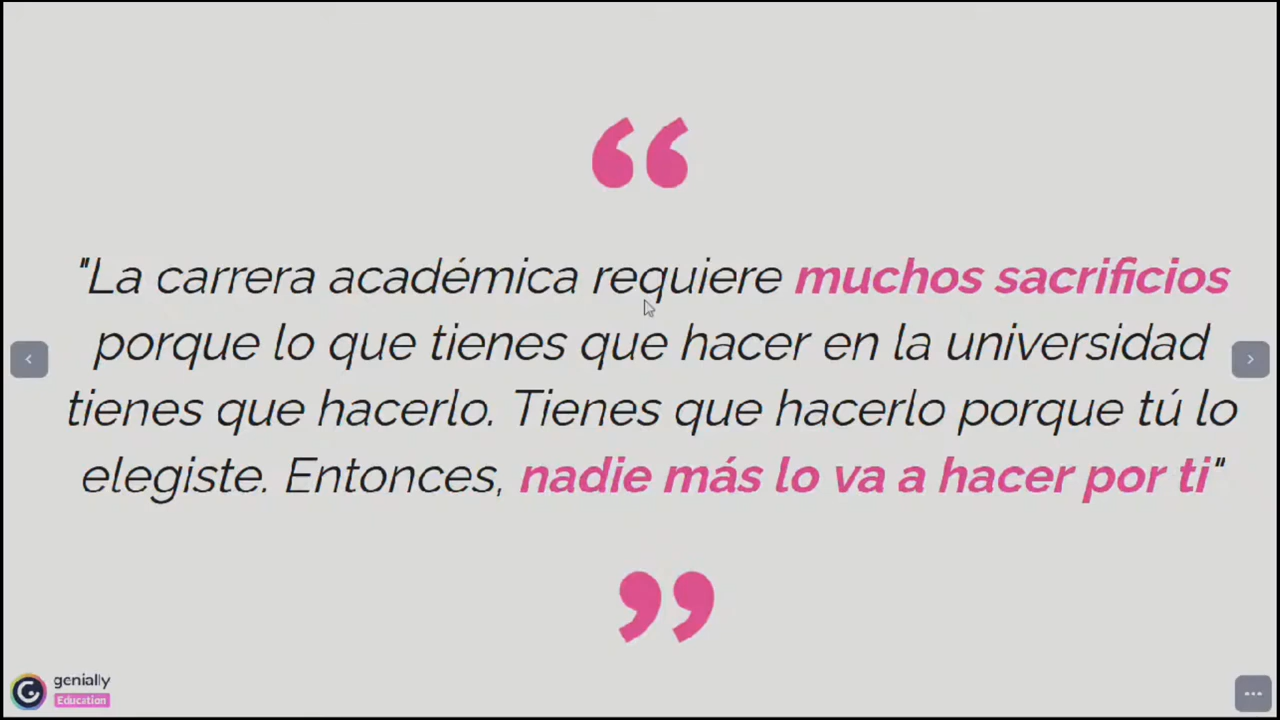 "La carrera académica requiere muchos sacrificios
porque lo que tienes que hacer en la universidad
tienes que hacerlo. Tienes que hacerlo porque tú lo
elegiste. Entonces, nadie más lo va a hacer por ti"
genially
Education